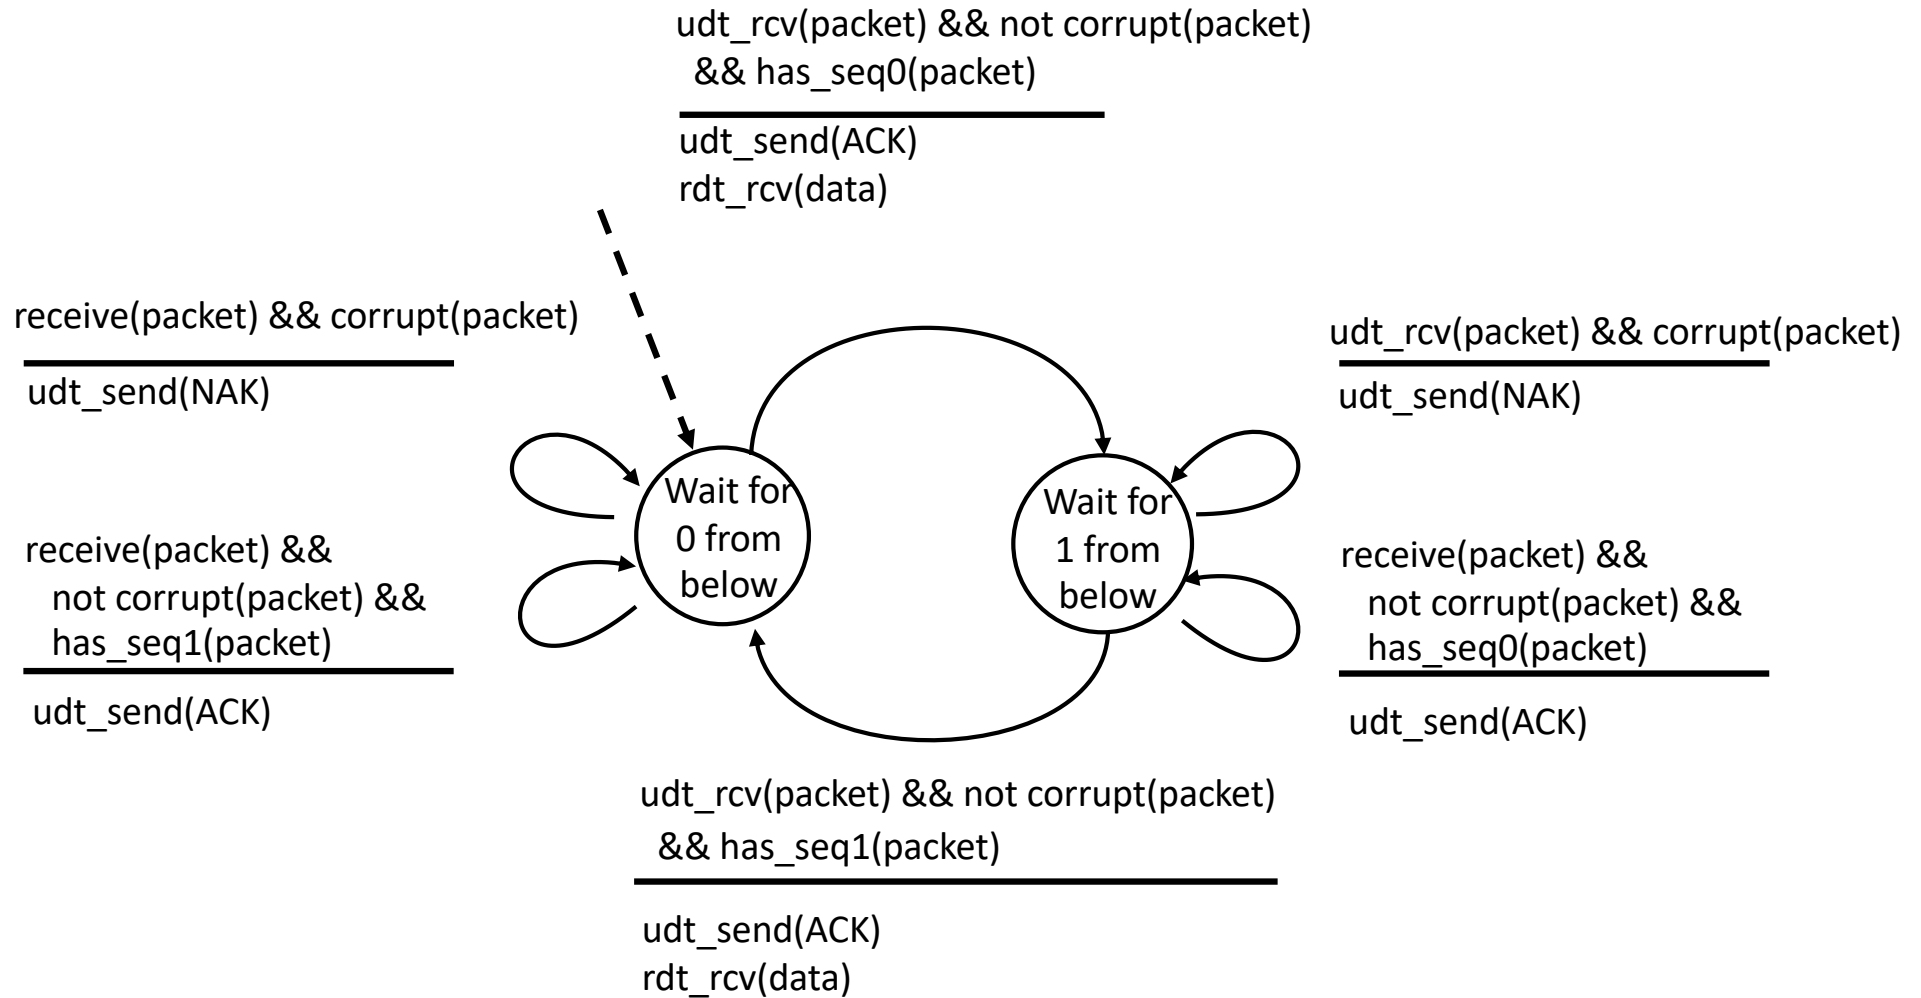 udt_rcv(packet) && not corrupt(packet)
&& has_seq0(packet)
udt_send(ACK)
rdt_rcv(data)
receive(packet) && corrupt(packet)
udt_send(NAK)
udt_rcv(packet) && corrupt(packet)
udt_send(NAK)
Wait for
0 from
below
Wait for
1 from
below
receive(packet) &&
not corrupt(packet) &&
has_seq1(packet)
udt_send(ACK)
receive(packet) &&
not corrupt(packet) &&
has_seq0(packet)
udt_send(ACK)
udt_rcv(packet) && not corrupt(packet)
&& has_seq1(packet)
udt_send(ACK)
rdt_rcv(data)